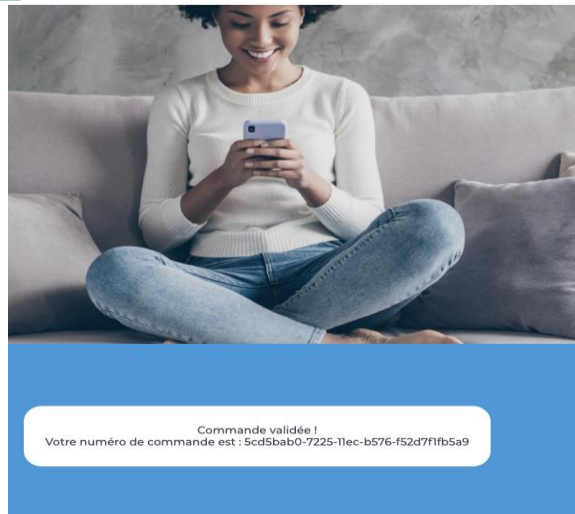 Commande validée !
Votre numéro de commande est : 5cd5bab0-7225-11ec-b576-f52d7f1fb5a9